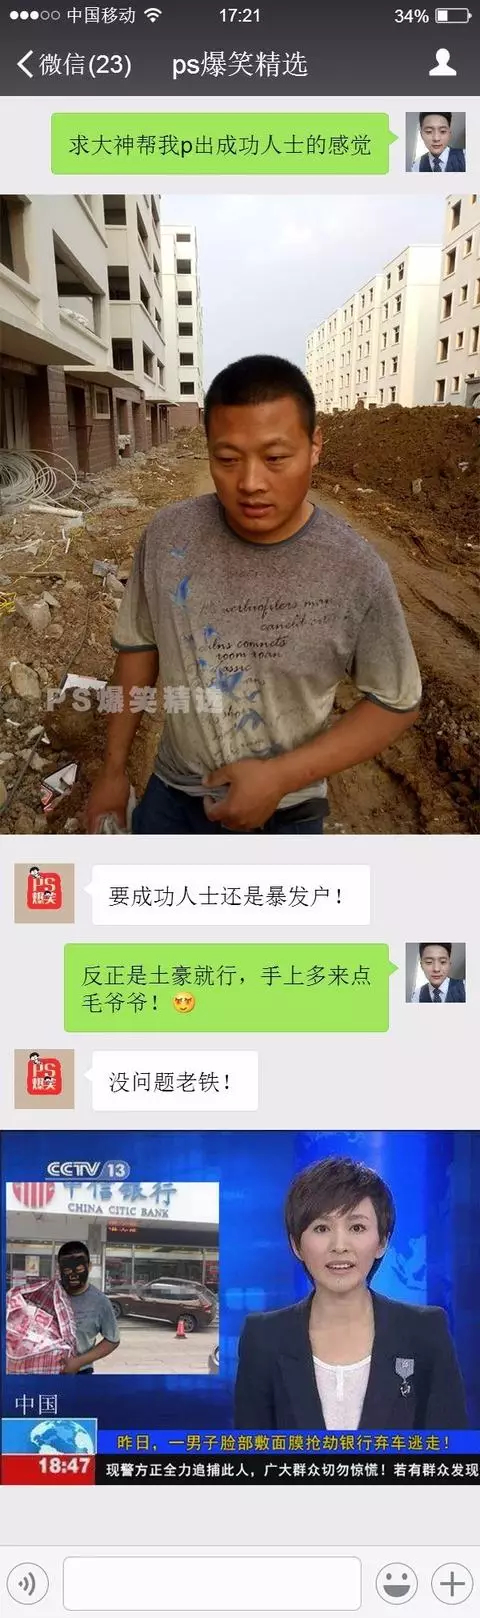 中国移动 17:21 34%
微信(23) ps爆笑精选
求大神帮我p出成功人士的感觉
PS爆笑精选
PS
爆笑
要成功人士还是暴发户！
反正是土豪就行，手上多来点
毛爷爷！
PS
爆笑
没问题老铁！
CCTV 13
中信银行
CHINA CITIC BANK
中国
昨日，一男子脸部敷面膜抢劫银行弃车逃走！
18:47
现警方正全力追捕此人，广大群众切勿惊慌！若有群众发现